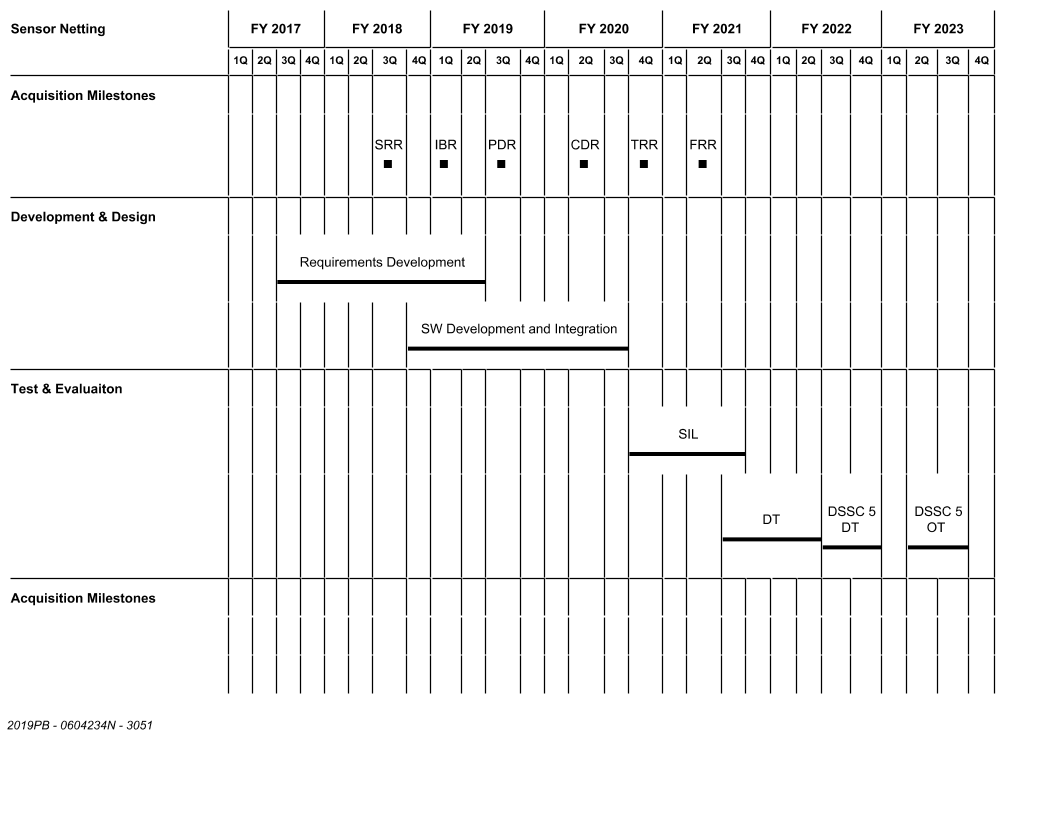 Sensor Netting
FY 2017 FY 2018 FY 2019 FY 2020 FY 2021 FY 2022 FY 2023
1Q 2Q 3Q 4Q 1Q 2Q 3Q 4Q 1Q 2Q 3Q 4Q 1Q 2Q 3Q 4Q 1Q 2Q 3Q 4Q 1Q 2Q 3Q 4Q 1Q 2Q 3Q 4Q
Acquisition Milestones
SRR IBR PDR CDR TRR FRR
Development & Design
Requirements Development
SW Development and Integration
Test & Evaluaiton
SIL
DT
DSSC 5
DT
DSSC 5
OT
Acquisition Milestones
2019PB - 0604234N - 3051